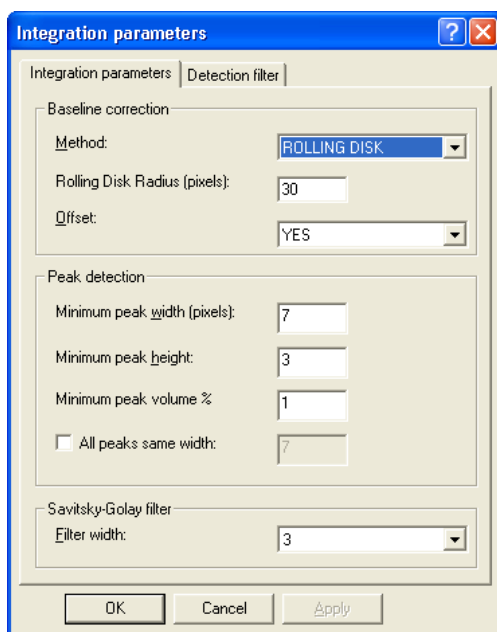 Integration parameters
Integration parameters Detection filter
Baseline correction
Method: ROLLING DISK
Rolling Disk Radius (pixels): 30
Offset: YES
Peak detection
Minimum peak width (pixels): 7
Minimum peak height: 3
Minimum peak volume % 1
All peaks same width: 7
Savitsky-Golay filter
Filter width: 3
OK Cancel Apply